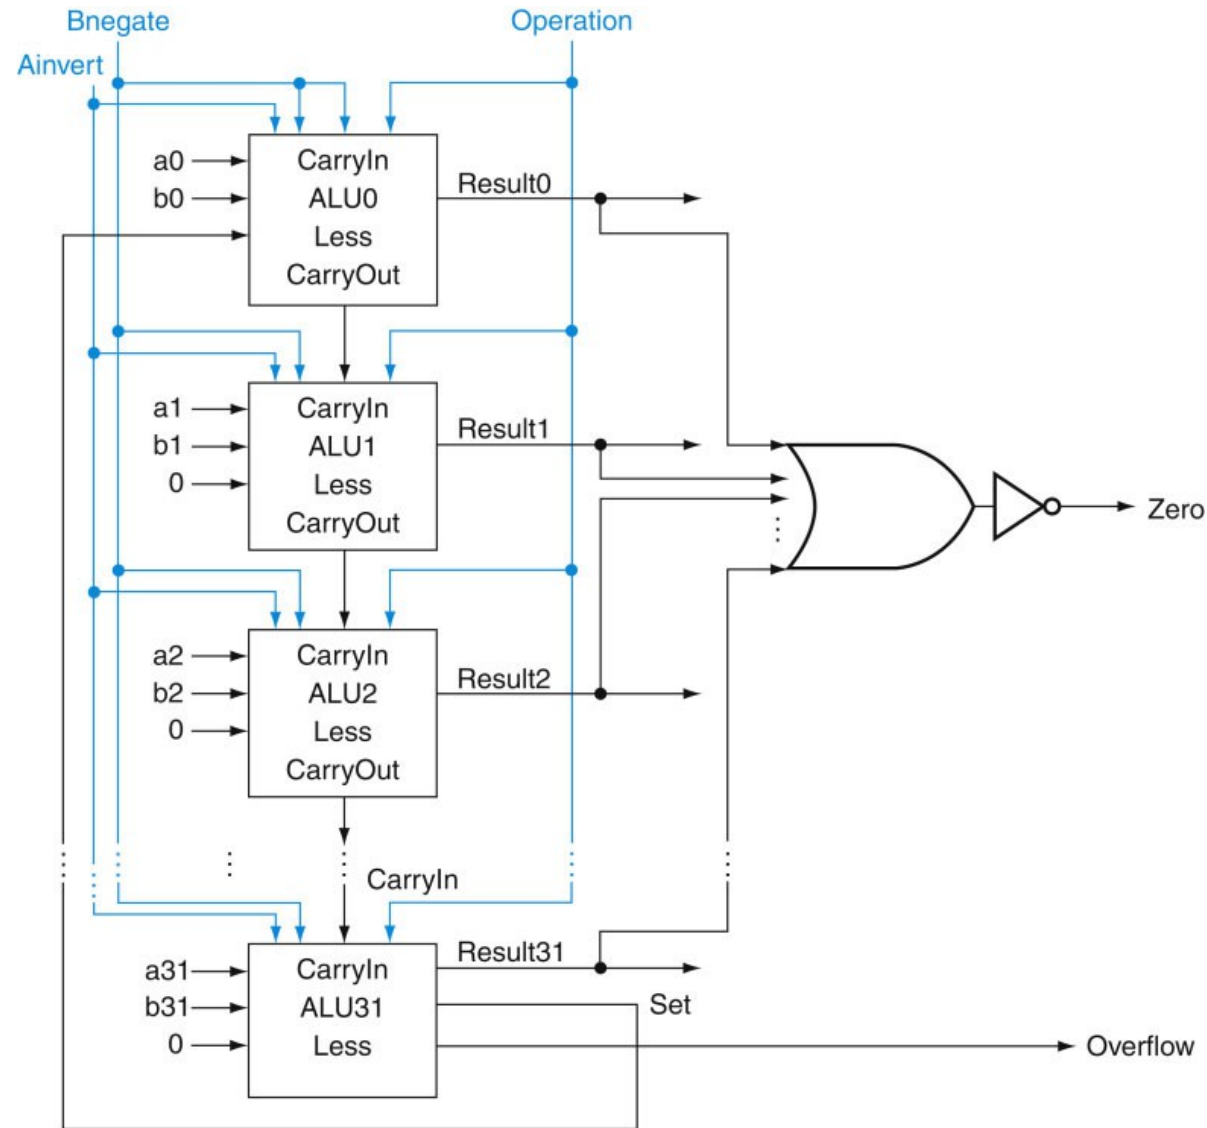 Bnegate
Operation
Ainvert
a0
CarryIn
Result0
b0
ALU0
Less
CarryOut
a1
CarryIn
Result1
b1
ALU1
0
Less
CarryOut
Zero
a2
CarryIn
Result2
b2
ALU2
0
Less
CarryOut
CarryIn
a31
CarryIn
Result31
b31
ALU31
Set
0
Less
Overflow